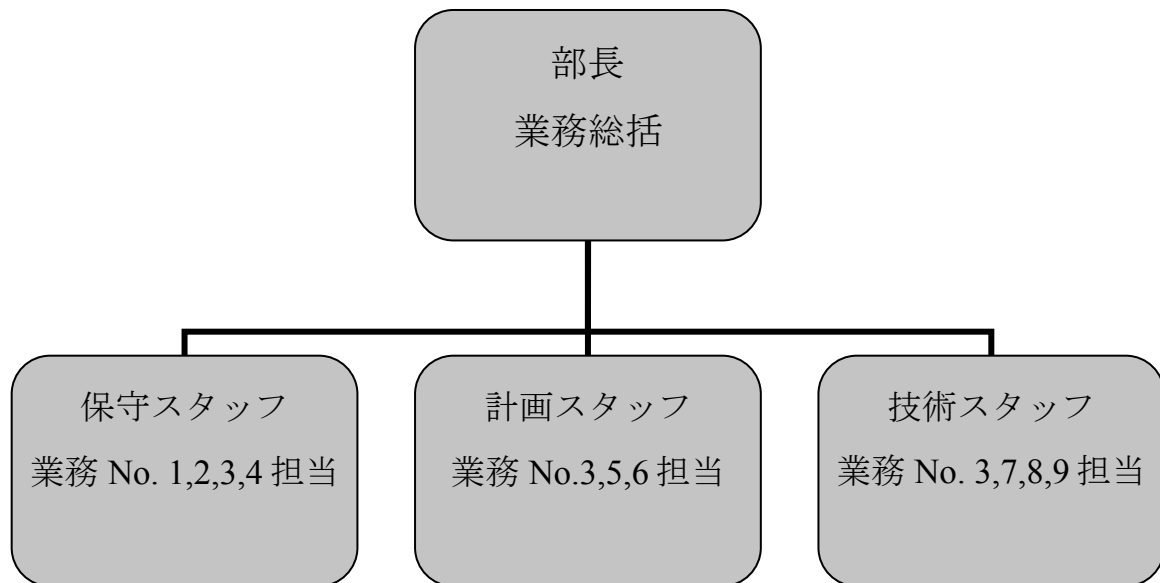 部長
業務総括
保守スタッフ
業務 No. 1,2,3,4 担当
計画スタッフ
業務 No.3,5,6 担当
技術スタッフ
業務 No. 3,7,8,9 担当